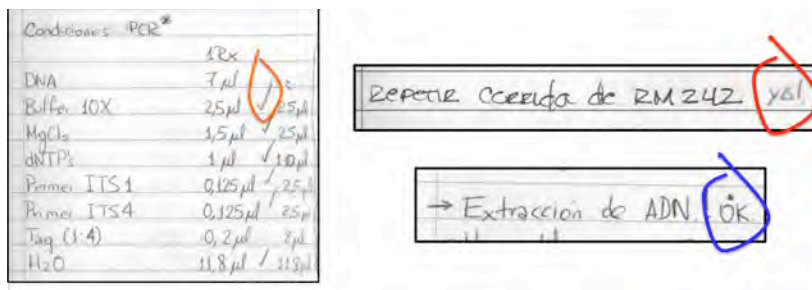 Condiciones PCR*
1Rx
DNA 7 µl
Buffer 10X 2,5 µl ✓ 25 µl
MgCl₂ 1,5 µl ✓ 25 µl
dNTP's 1 µl ✓ 10 µl
Primer ITS1 0,125 µl ✓ 2,5 µl
Primer ITS4 0,125 µl 25 µl
Taq (1:4) 0,2 µl 2 µl
H₂O 11,8 µl ✓ 118 µl
Repetir corrida de RM242 ya!
→ Extraccion de ADN OK